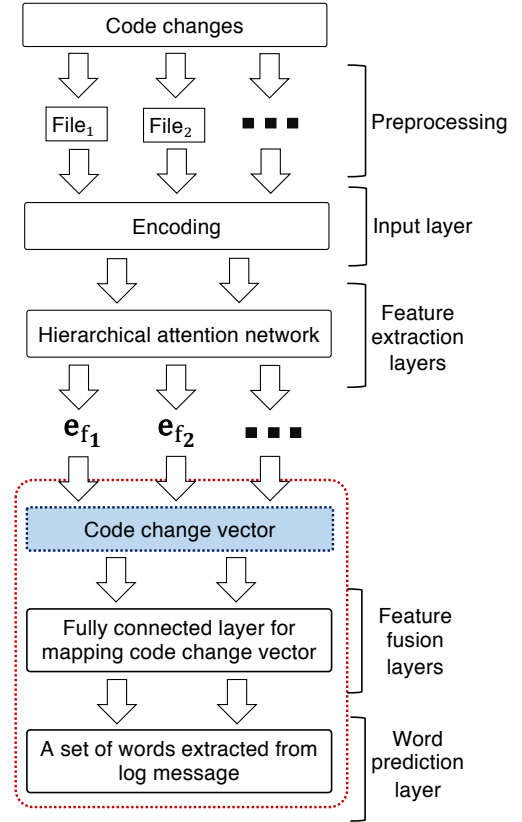 Code changes
File₁ File₂
Preprocessing
Encoding
Input layer
Hierarchical attention network
Feature
extraction
layers
e_f₁ e_f₂
Code change vector
Fully connected layer for
mapping code change vector
Feature
fusion
layers
A set of words extracted from
log message
Word
prediction
layer